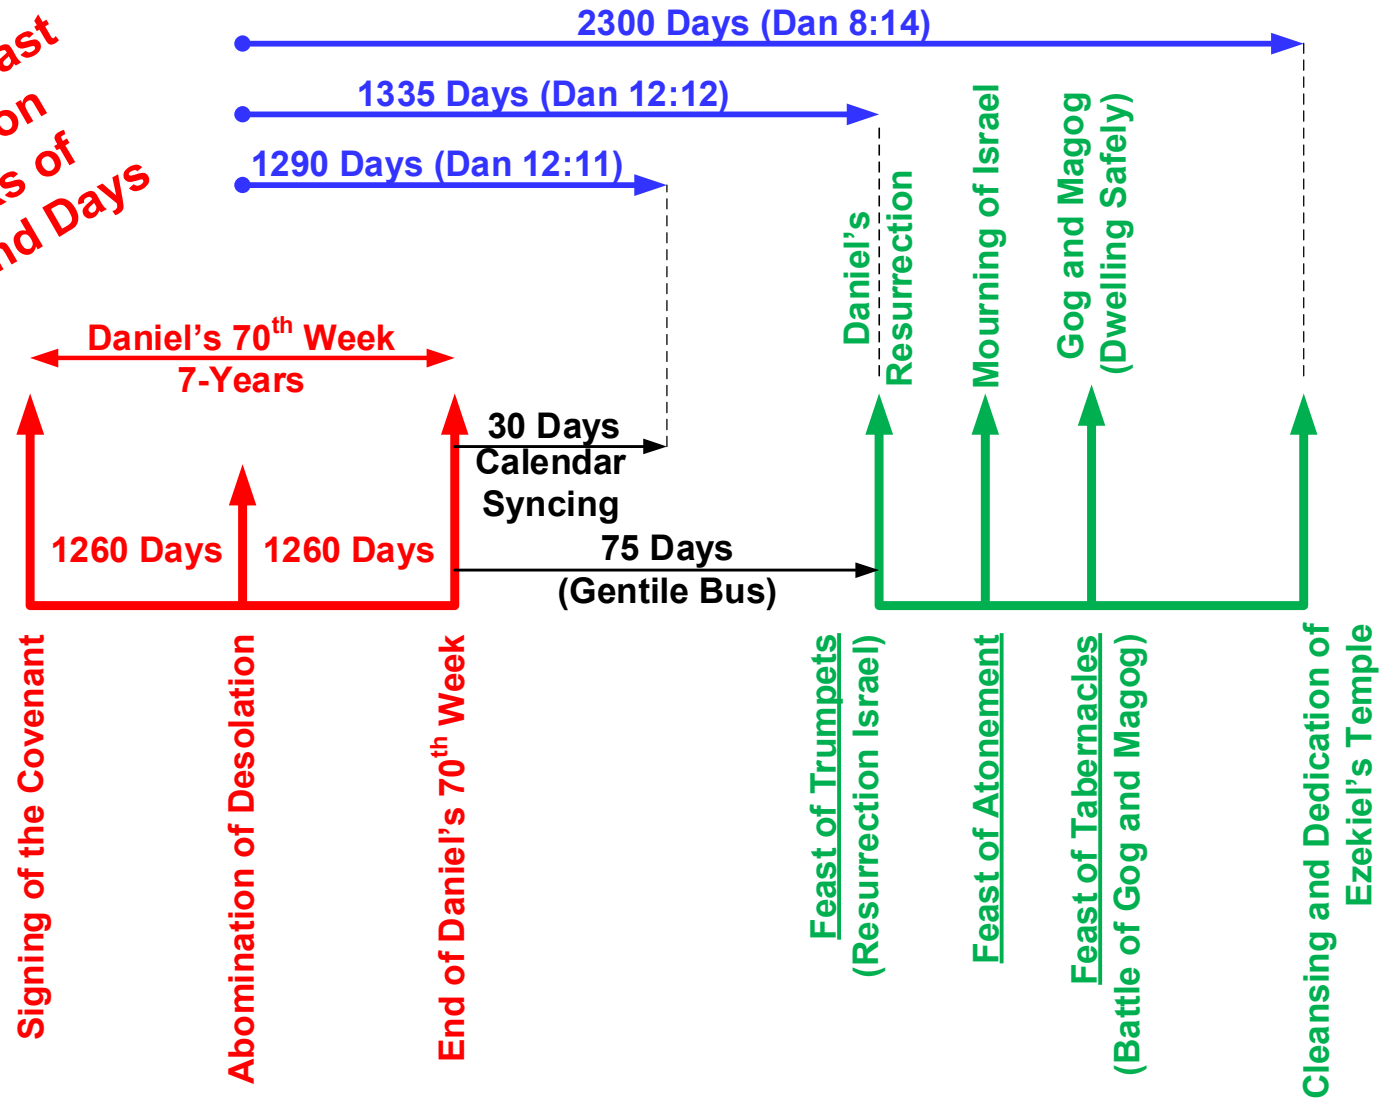 ast
on
ks of
nd Days
2300 Days (Dan 8:14)
1335 Days (Dan 12:12)
1290 Days (Dan 12:11)
Daniel’s 70th Week
7-Years
1260 Days
1260 Days
30 Days
Calendar
Syncing
75 Days
(Gentile Bus)
Daniel’s
Resurrection
Mourning of Israel
Gog and Magog
(Dwelling Safely)
Signing of the Covenant
Abomination of Desolation
End of Daniel’s 70th Week
Feast of Trumpets
(Resurrection Israel)
Feast of Atonement
Feast of Tabernacles
(Battle of Gog and Magog)
Cleansing and Dedication of
Ezekiel’s Temple